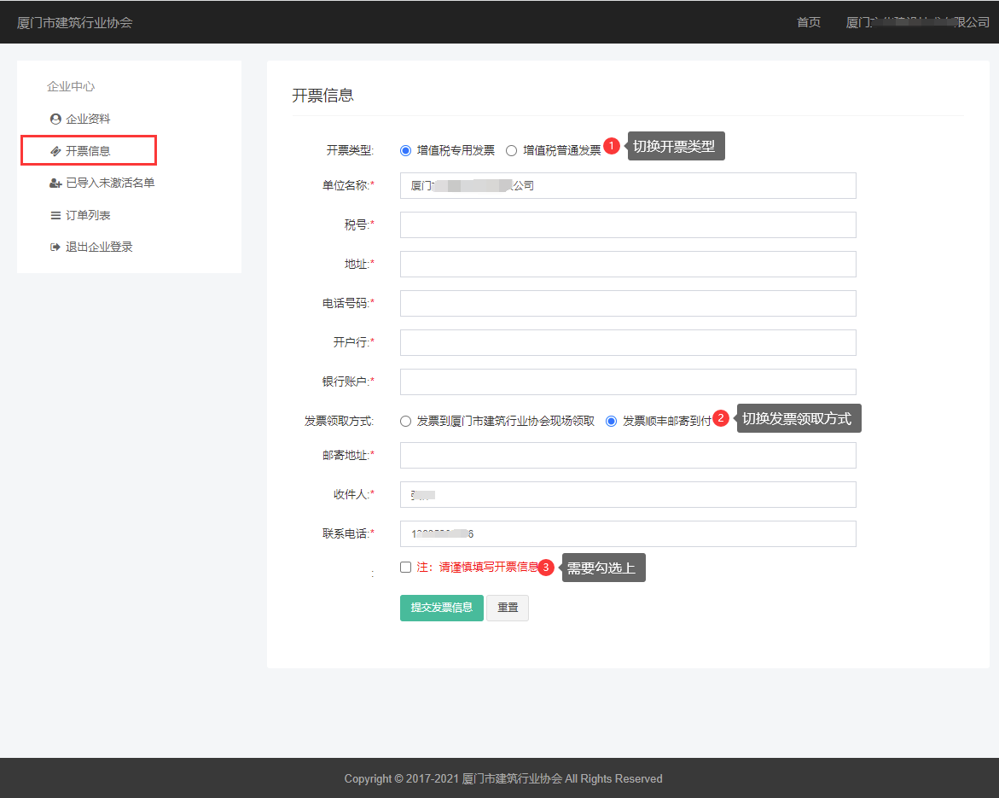 厦门市建筑行业协会 首页 厦门 限公司
企业中心
企业资料
开票信息
已导入未激活名单
订单列表
退出企业登录
开票信息
开票类型: 增值税专用发票 增值税普通发票 1 切换开票类型
单位名称:* 厦门 公司
税号:*
地址:*
电话号码:*
开户行:*
银行账户:*
发票领取方式: 发票到厦门市建筑行业协会现场领取 发票顺丰邮寄到付 2 切换发票领取方式
邮寄地址:*
收件人:*
联系电话:*
: 注：请谨慎填写开票信息 3 需要勾选上
提交发票信息 重置
Copyright © 2017-2021 厦门市建筑行业协会 All Rights Reserved